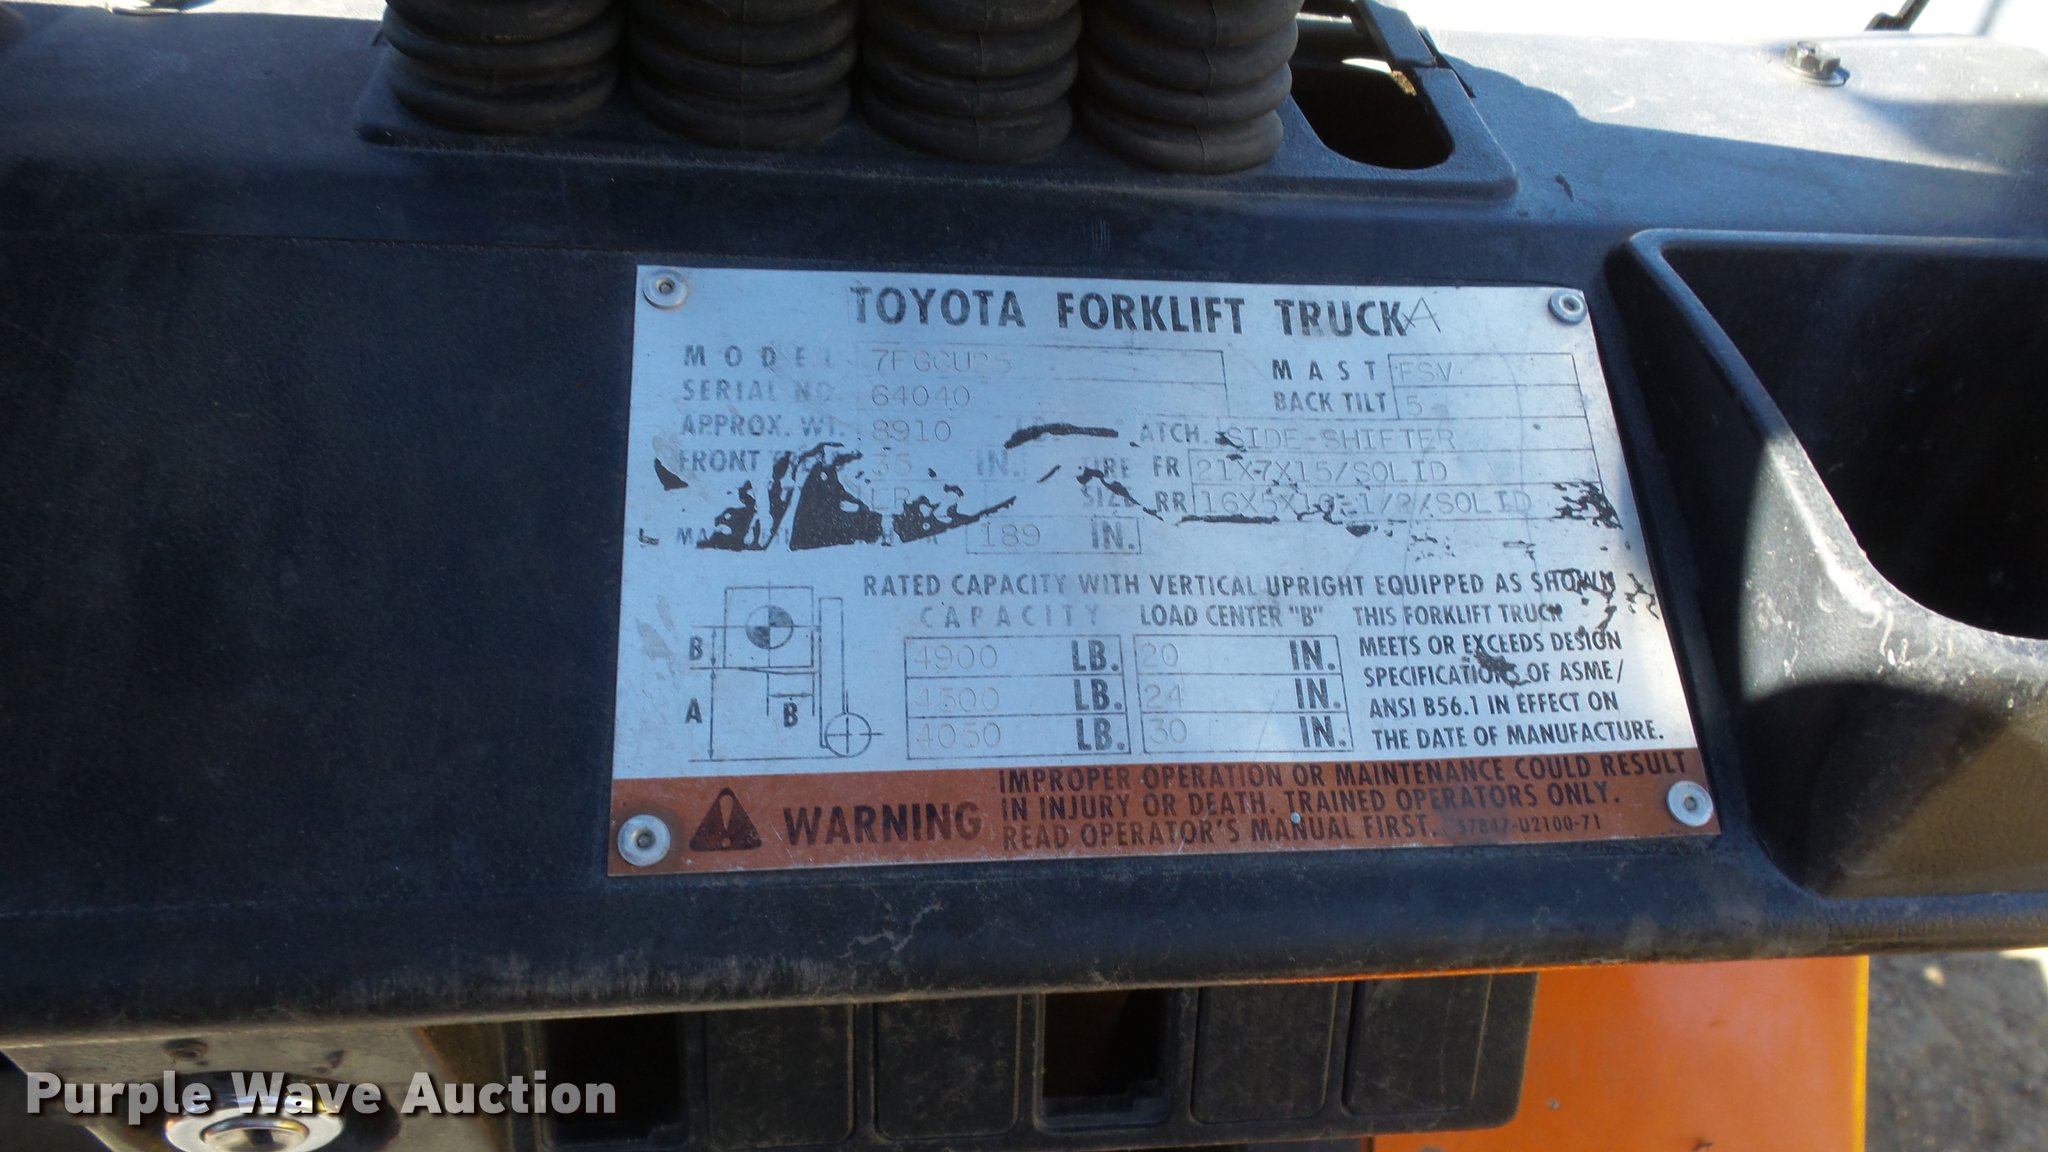 TOYOTA FORKLIFT TRUCK A
MODEL 7FGCU25 MAST FSV
SERIAL NO. 64040 BACK TILT 5
APPROX. WT. 8910 ATCH. SIDE-SHIFTER
FRONT 35 IN. TIRE FR 21X7X15/SOLID
SIZE RR 16X5X10-1/2/SOLID
189 IN.
RATED CAPACITY WITH VERTICAL UPRIGHT EQUIPPED AS SHOWN
CAPACITY LOAD CENTER "B" THIS FORKLIFT TRUCK
B 4900 LB. 20 IN. MEETS OR EXCEEDS DESIGN
SPECIFICATIONS OF ASME/
A B 4500 LB. 24 IN. ANSI B56.1 IN EFFECT ON
4050 LB. 30 IN. THE DATE OF MANUFACTURE.
WARNING IMPROPER OPERATION OR MAINTENANCE COULD RESULT
IN INJURY OR DEATH. TRAINED OPERATORS ONLY.
READ OPERATOR'S MANUAL FIRST. 57847-U2100-71
Purple Wave Auction